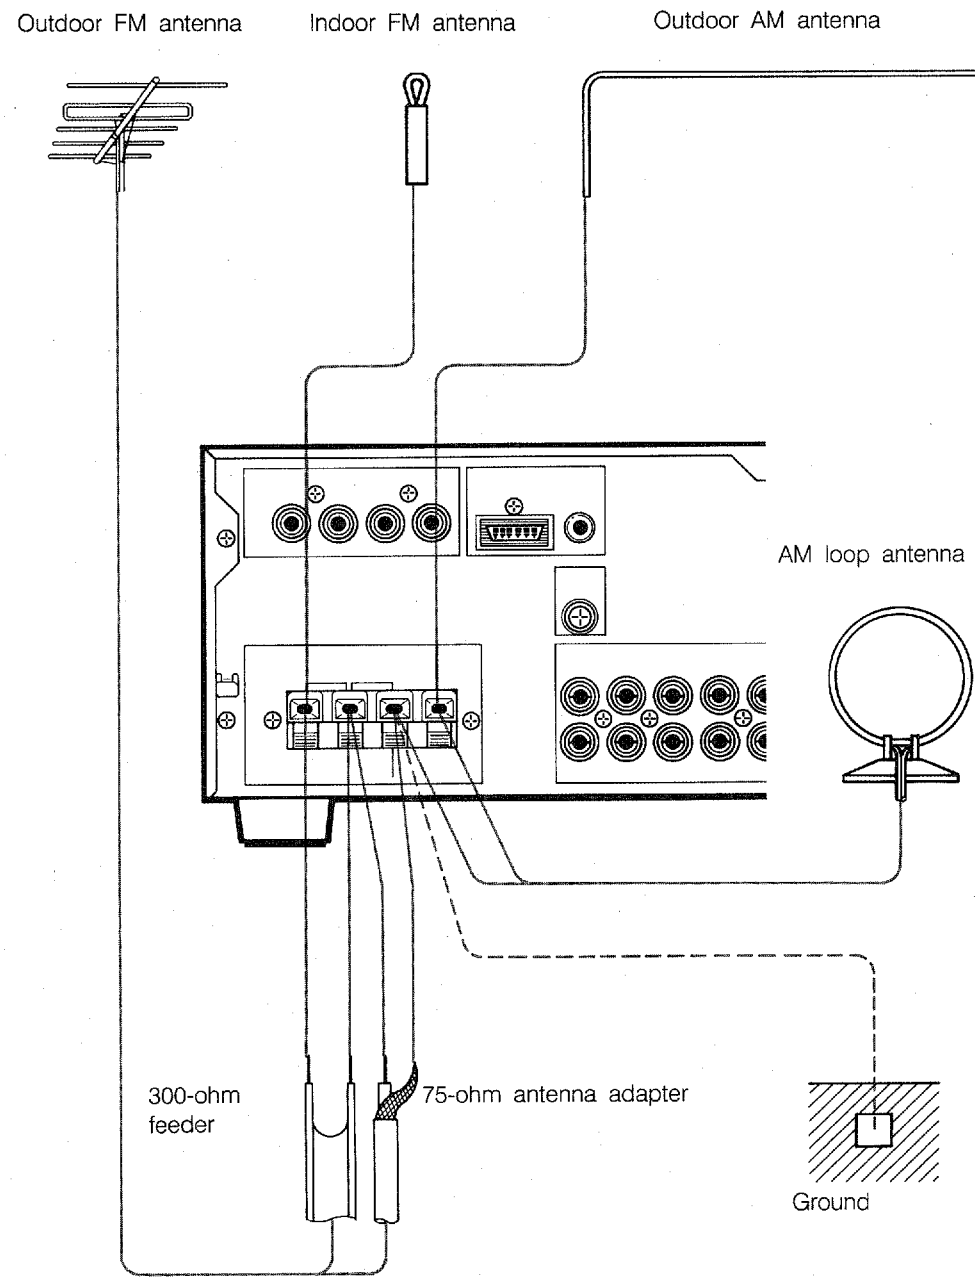 Outdoor FM antenna
Indoor FM antenna
Outdoor AM antenna
AM loop antenna
300-ohm
feeder
75-ohm antenna adapter
Ground